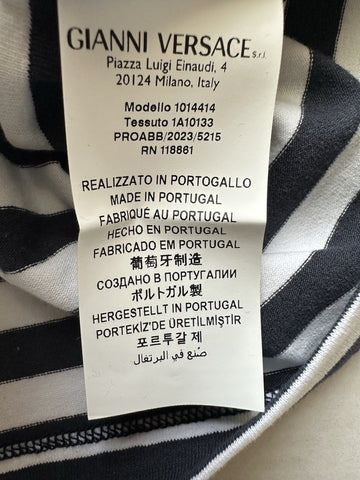 GIANNI VERSACE S.r.l.
Piazza Luigi Einaudi, 4
20124 Milano, Italy
Modello 1014414
Tessuto 1A10133
PROABB/2023/5215
RN 118861
REALIZZATO IN PORTOGALLO
MADE IN PORTUGAL
FABRIQUÉ AU PORTUGAL
HECHO EN PORTUGAL
FABRICADO EM PORTUGAL
葡萄牙制造
СОЗДАНО В ПОРТУГАЛИИ
ポルトガル製
HERGESTELLT IN PORTUGAL
PORTEKİZ'DE ÜRETİLMİŞTİR
포르투갈 제
صُنع في البرتغال